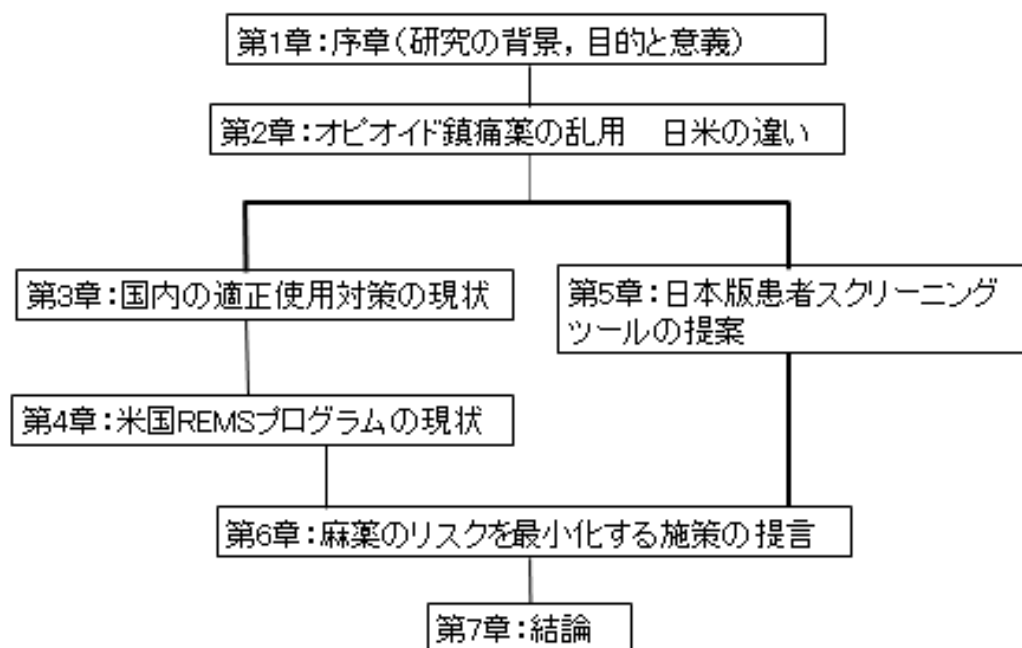 第1章：序章（研究の背景，目的と意義）
第2章：オピオイド鎮痛薬の乱用　日米の違い
第3章：国内の適正使用対策の現状
第4章：米国REMSプログラムの現状
第5章：日本版患者スクリーニング
ツールの提案
第6章：麻薬のリスクを最小化する施策の提言
第7章：結論